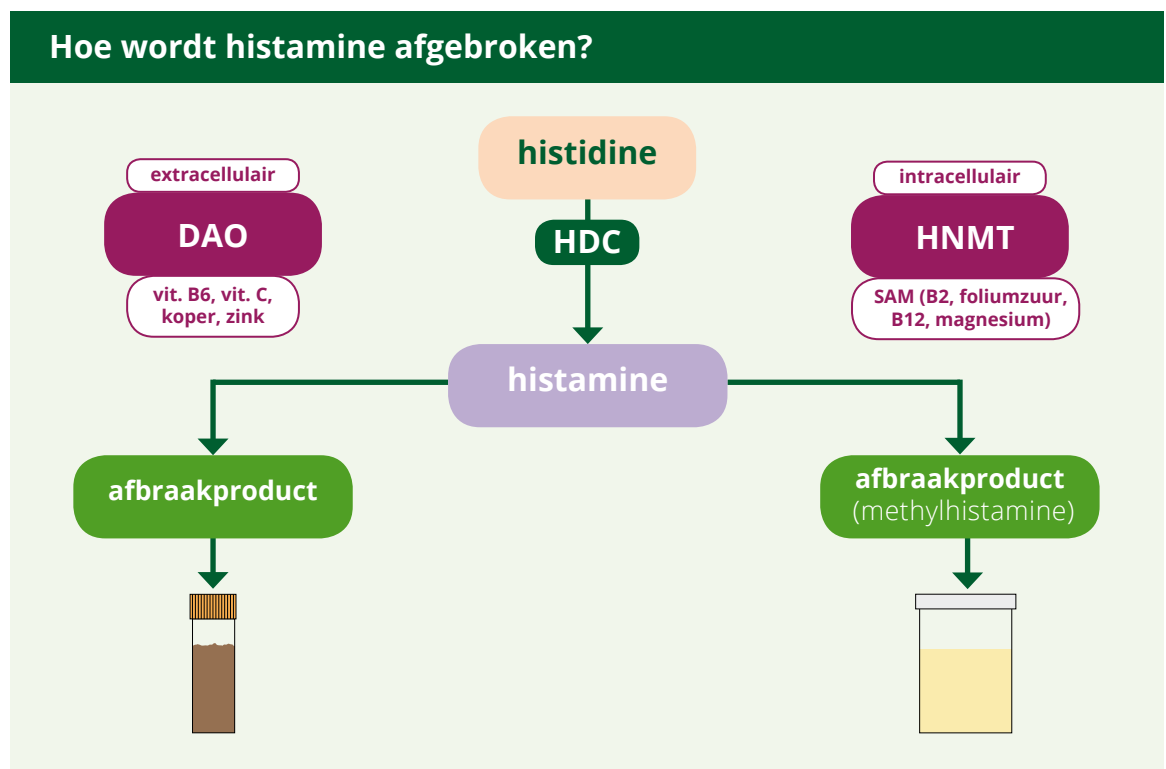 Hoe wordt histamine afgebroken?
histidine
extracellulair
DAO
vit. B6, vit. C,
koper, zink
HDC
intracellulair
HNMT
SAM (B2, foliumzuur,
B12, magnesium)
histamine
afbraakproduct
afbraakproduct
(methylhistamine)